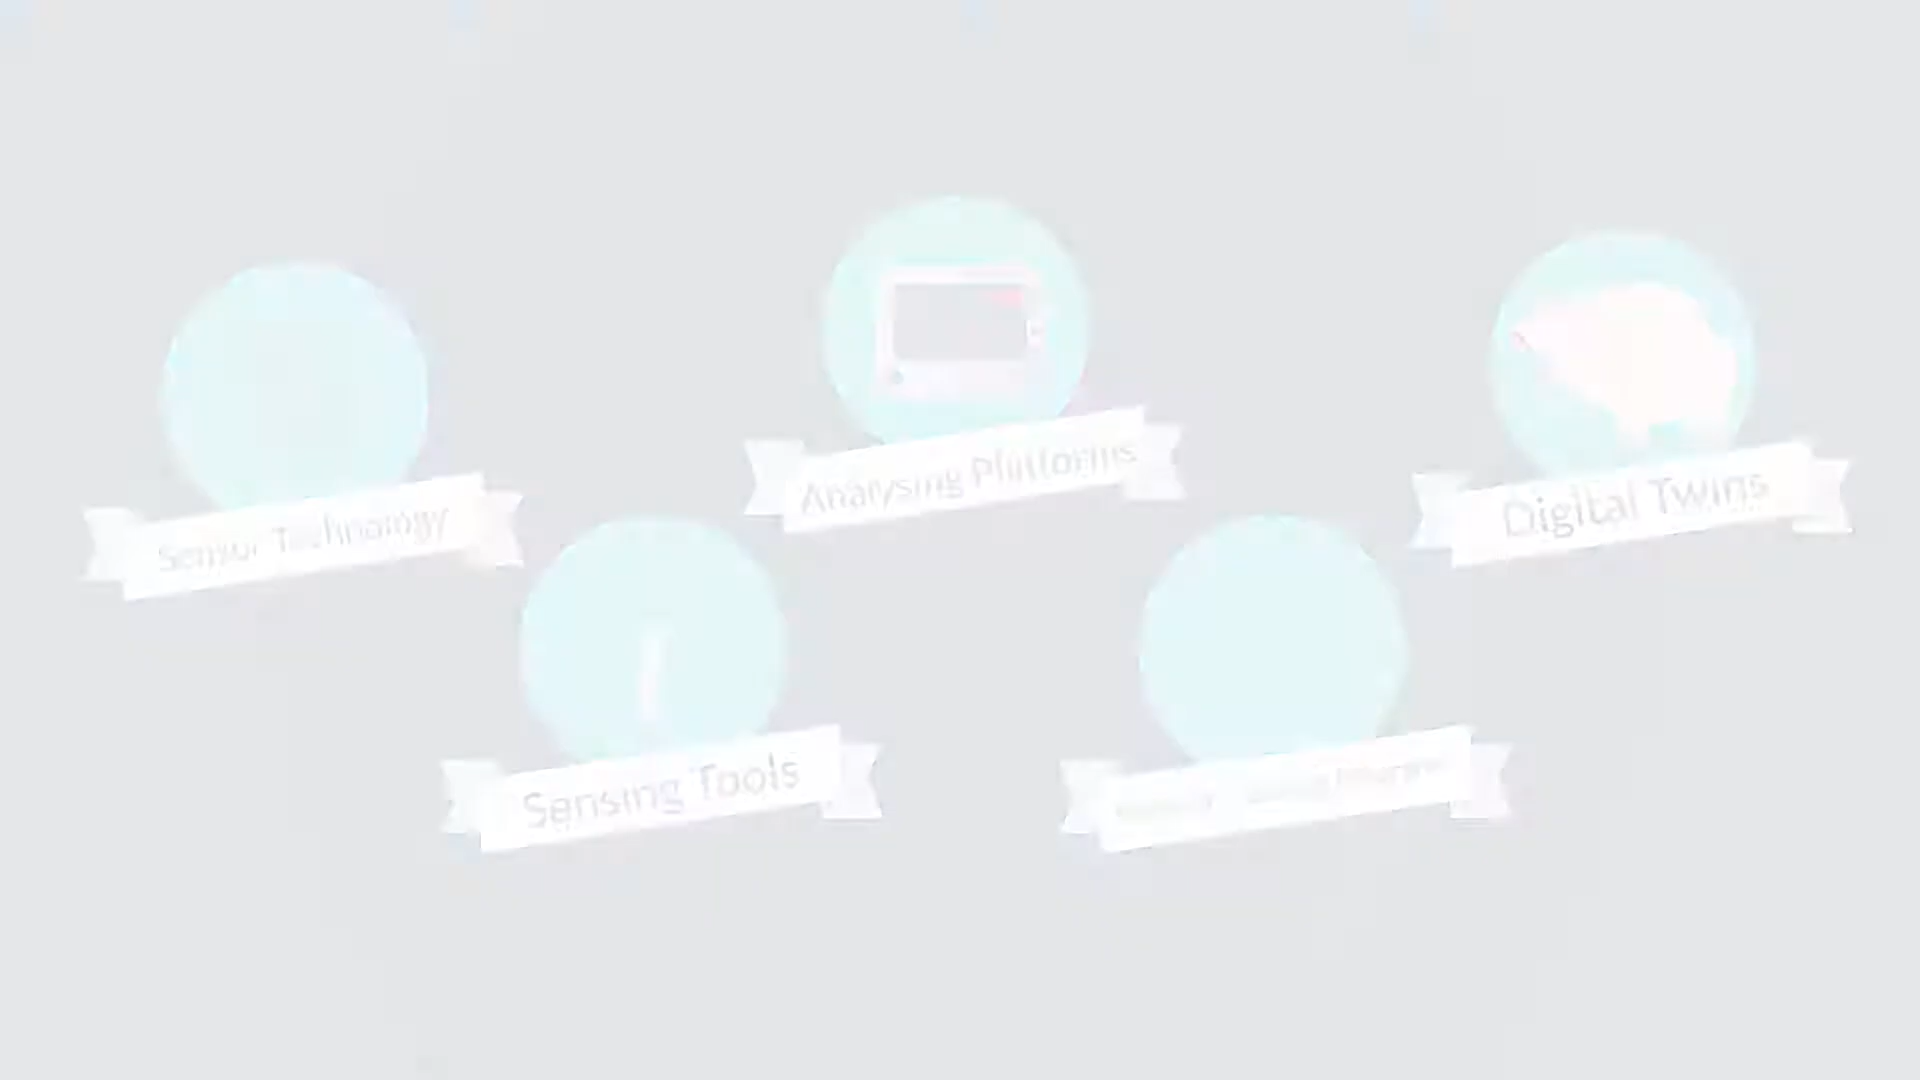 Sensor Technology
Analysing Platforms
Digital Twins
Sensing Tools